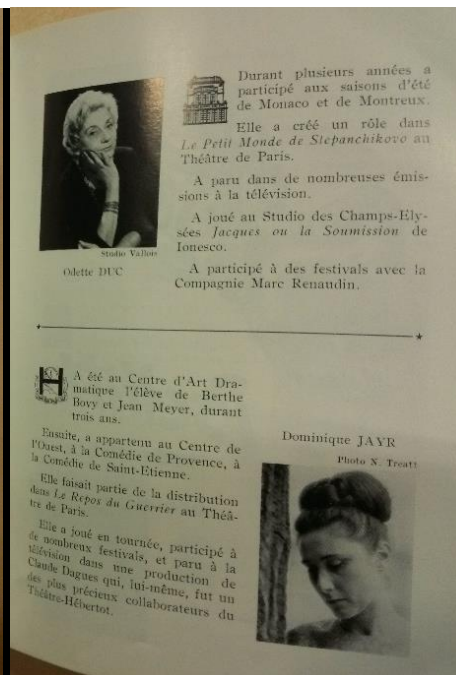 Durant plusieurs années a
participé aux saisons d'été
de Monaco et de Montreux.
Elle a créé un rôle dans
Le Petit Monde de Stepanchikovo au
Théâtre de Paris.
A paru dans de nombreuses émis-
sions à la télévision.
A joué au Studio des Champs-Ely-
sées Jacques ou la Soumission de
Ionesco.
A participé à des festivals avec la
Compagnie Marc Renaudin.
Studio Vallois
Odette DUC
H
A été au Centre d'Art Dra-
matique l'élève de Berthe
Bovy et Jean Meyer, durant
trois ans.
Ensuite, a appartenu au Centre de
l'Ouest, à la Comédie de Provence, à
la Comédie de Saint-Etienne.
Elle faisait partie de la distribution
dans Le Repos du Guerrier au Théâ-
tre de Paris.
Elle a joué en tournée, participé à
de nombreux festivals, et paru à la
télévision dans une production de
Claude Dagues qui, lui-même, fut un
des plus précieux collaborateurs du
Théâtre-Hébertot.
Dominique JAYR
Photo N. Treatt